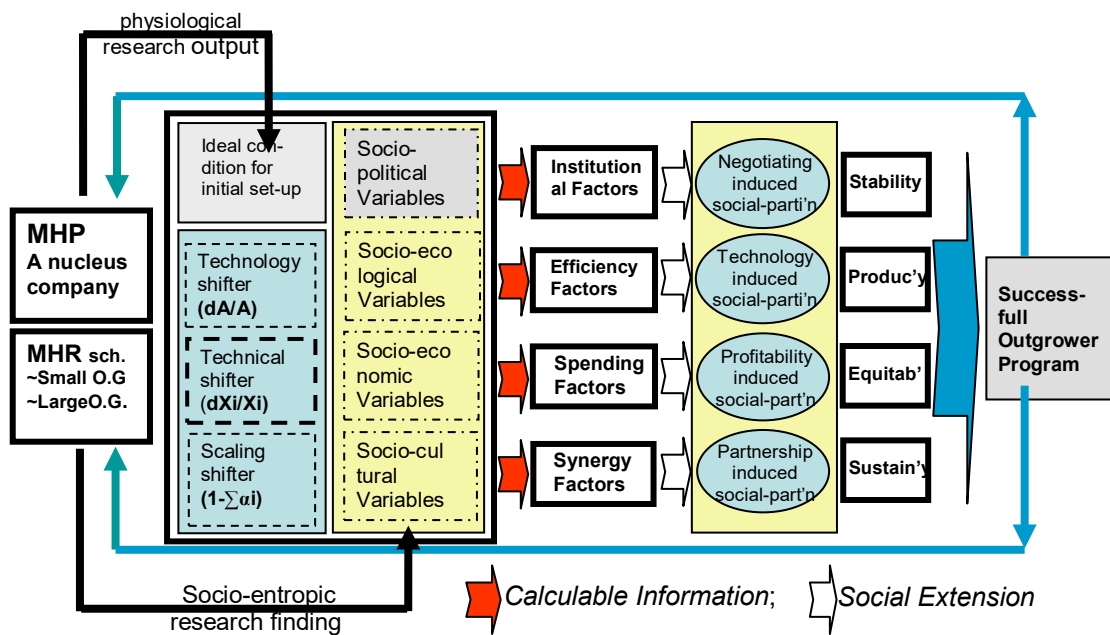 physiological
research output
Ideal con-
dition for
initial set-up
Socio-
political
Variables
Institution
al Factors
Negotiating
induced
social-parti’n
Stability
MHP
A nucleus
company
Technology
shifter
(dA/A)
Socio-eco
logical
Variables
Efficiency
Factors
Technology
induced
social-parti’n
Produc’y
Success-
full
Outgrower
Program
MHR sch.
~Small O.G
~LargeO.G.
Technical
shifter
(dXi/Xi)
Socio-eco
nomic
Variables
Spending
Factors
Profitability
induced
social-part’n
Equitab’
Scaling
shifter
(1-∑αi)
Socio-cul
tural
Variables
Synergy
Factors
Partnership
induced
social-part’n
Sustain’y
Socio-entropic
research finding
Calculable Information;
Social Extension